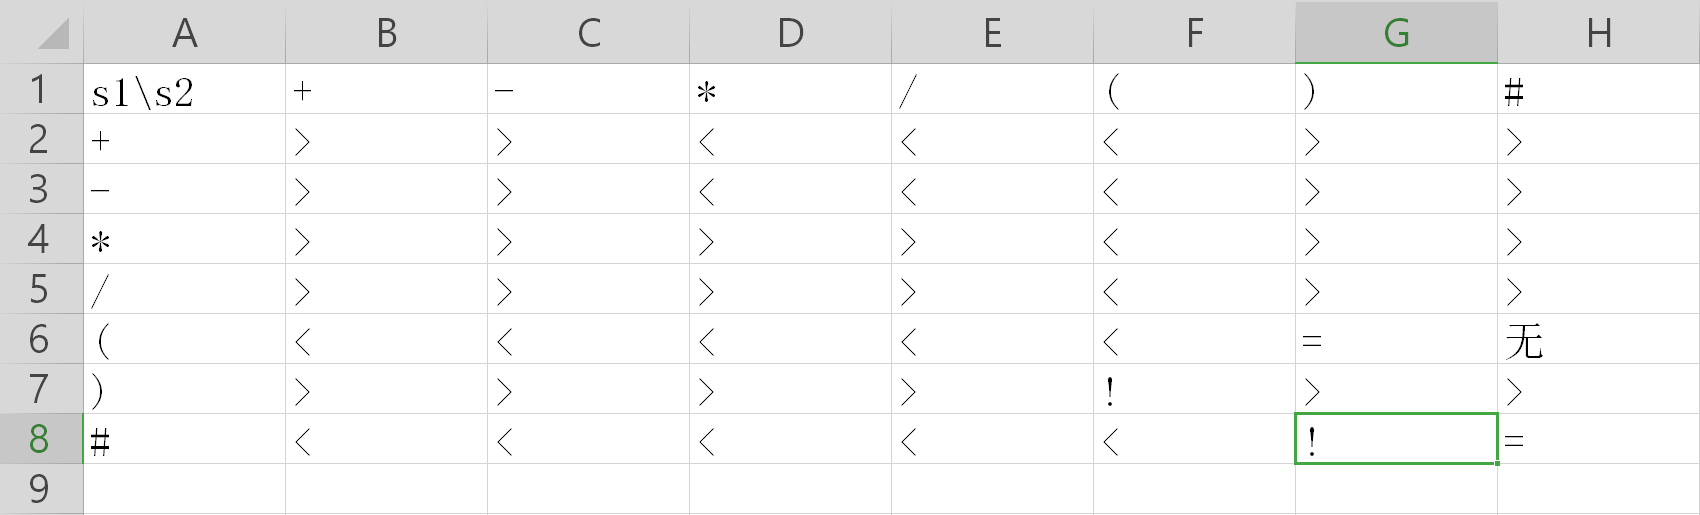 A B C D E F G H
1 s1\s2 + - * / ( ) #
2 + > > < < < > >
3 - > > < < < > >
4 * > > > > < > >
5 / > > > > < > >
6 ( < < < < < = 无
7 ) > > > > ! > >
8 # < < < < < ! =
9